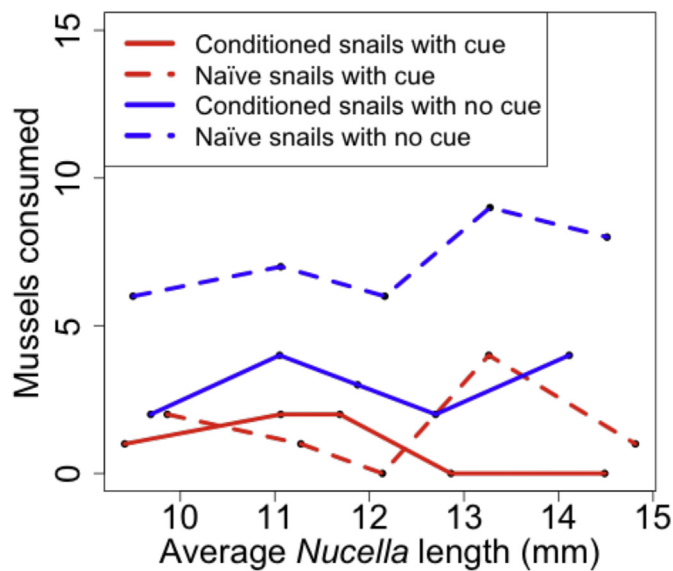 15
10
5
0
Mussels consumed
Conditioned snails with cue
Naïve snails with cue
Conditioned snails with no cue
Naïve snails with no cue
10 11 12 13 14 15
Average Nucella length (mm)